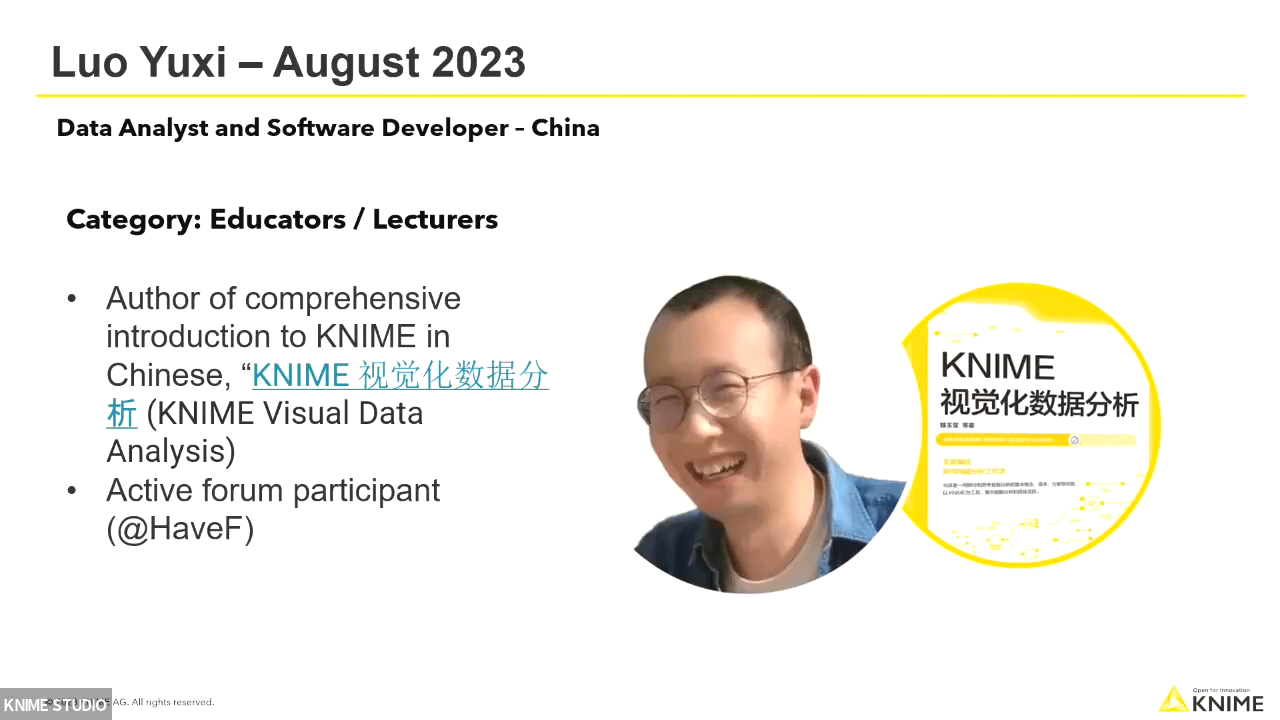 Luo Yuxi – August 2023
Data Analyst and Software Developer – China
Category: Educators / Lecturers
• Author of comprehensive
introduction to KNIME in
Chinese, “KNIME 视觉化数据分
析 (KNIME Visual Data
Analysis)
• Active forum participant
(@HaveF)
KNIME
视觉化数据分析
KNIME STUDIO
AG. All rights reserved.
Open for Innovation
KNIME